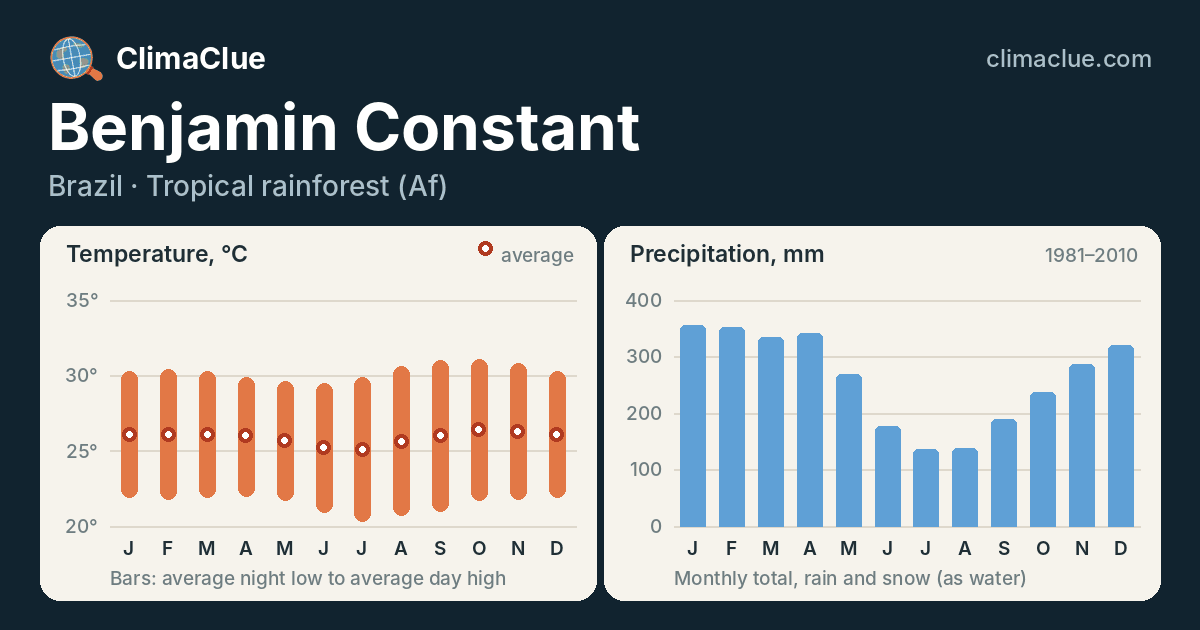 ClimaClue
climaclue.com
Benjamin Constant
Brazil · Tropical rainforest (Af)
Temperature, °C
average
35°
30°
25°
20°
J F M A M J J A S O N D
Bars: average night low to average day high
Precipitation, mm
1981–2010
400
300
200
100
0
J F M A M J J A S O N D
Monthly total, rain and snow (as water)